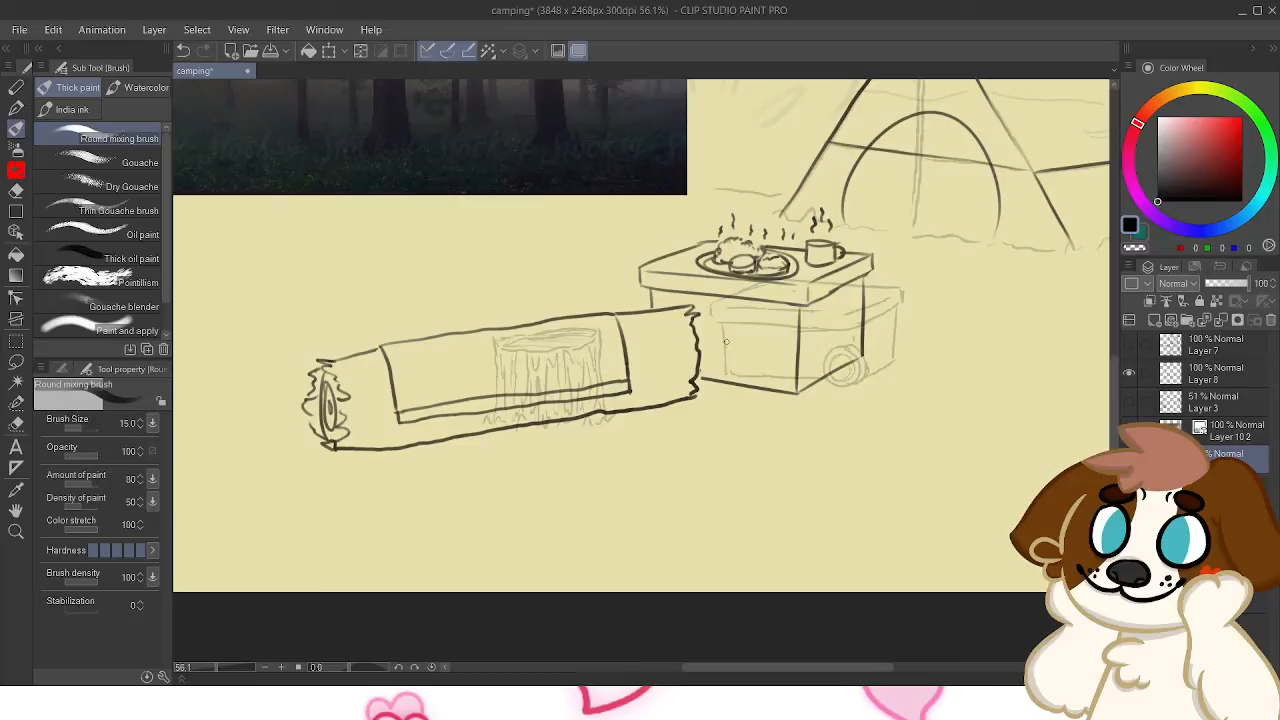 camping* (3848 x 2468px 300dpi 56.1%) - CLIP STUDIO PAINT PRO
File Edit Animation Layer Select View Filter Window Help
Sub Tool [Brush]
camping*
Color Wheel
Thick paint
Watercolor
India ink
Round mixing brush
Gouache
Dry Gouache
Thin Gouache brush
Oil paint
Thick oil paint
Pointillism
Gouache blender
Paint and apply
Tool property [Roun
Round mixing brush
Brush Size 15.0
Opacity 100
Amount of paint 80
Density of paint 50
Color stretch 100
Hardness
Brush density 100
Stabilization 0
56.1
0.0
0 0 0
Layer
Normal 100
100 % Normal
Layer 7
100 % Normal
Layer 8
51 % Normal
Layer 3
100 % Normal
Layer 10 2
% Normal